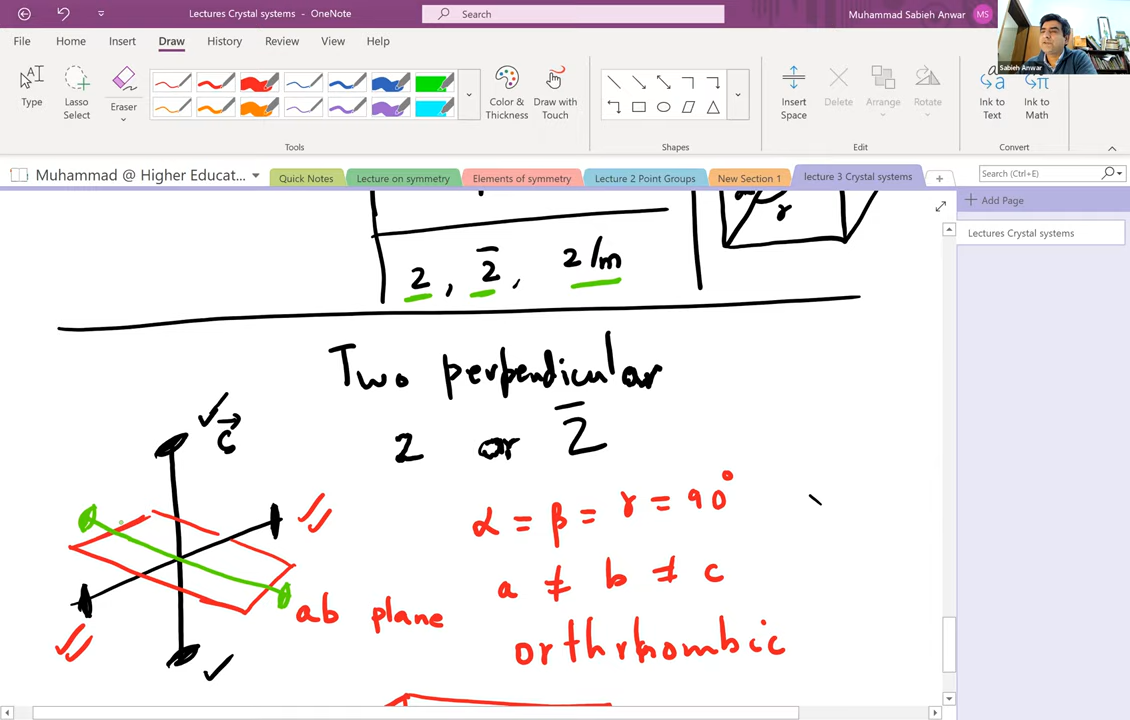 Lectures Crystal systems - OneNote
Search
Muhammad Sabieh Anwar
MS
File
Home
Insert
Draw
History
Review
View
Help
Sabieh Anwar
Type
Lasso Select
Eraser
Color & Thickness
Draw with Touch
Insert Space
Delete
Arrange
Rotate
Ink to Text
Ink to Math
Tools
Shapes
Edit
Convert
Muhammad @ Higher Educat...
Quick Notes
Lecture on symmetry
Elements of symmetry
Lecture 2 Point Groups
New Section 1
lecture 3 Crystal systems
Search (Ctrl+E)
Add Page
Lectures Crystal systems
γ
2, 2̅, 2/m
Two perpendicular
2 or 2̅
c⃗
α = β = γ = 90°
a ≠ b ≠ c
ab plane
orthrhombic